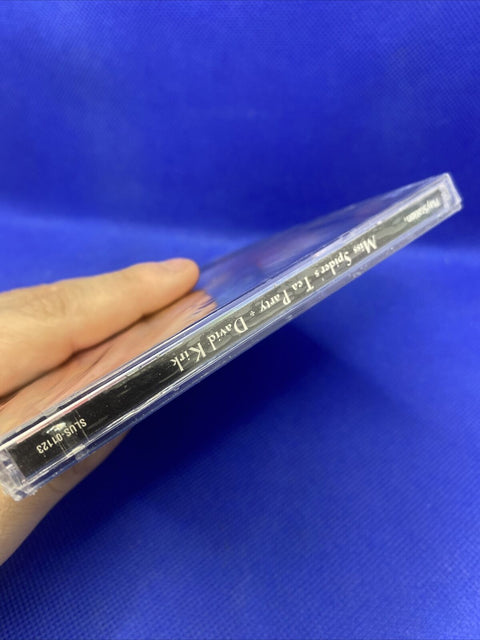 PlayStation
Miss Spider's Tea Party • David Kirk
SLUS-01123